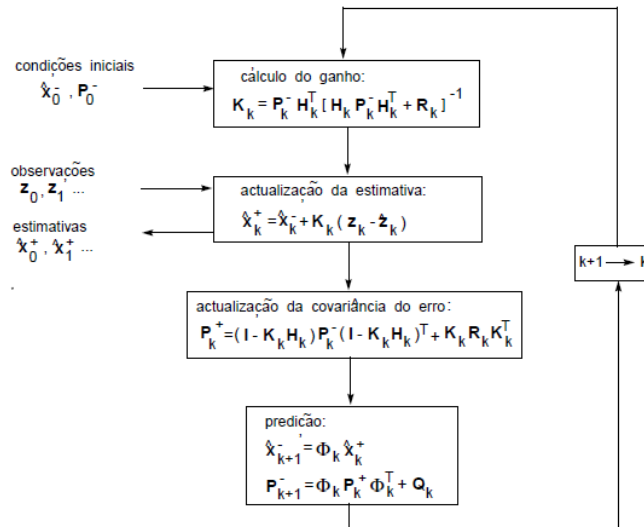 condições iniciais
x̂₀⁻ , P₀⁻
cálculo do ganho:
Kₖ = Pₖ⁻ Hₖᵀ [ Hₖ Pₖ⁻ Hₖᵀ + Rₖ ]⁻¹
observações
z₀, z₁ ...
estimativas
x̂₀⁺ , x̂₁⁺ ...
actualização da estimativa:
x̂ₖ⁺ = x̂ₖ⁻ + Kₖ ( zₖ - ẑₖ )
k+1 → k
actualização da covariância do erro:
Pₖ⁺ = ( I - Kₖ Hₖ ) Pₖ⁻ ( I - Kₖ Hₖ )ᵀ + Kₖ Rₖ Kₖᵀ
predição:
x̂ₖ₊₁⁻ = Φₖ x̂ₖ⁺
Pₖ₊₁⁻ = Φₖ Pₖ⁺ Φₖᵀ + Qₖ